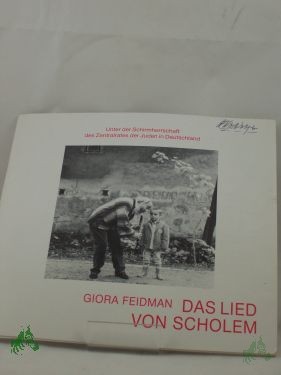 Unter der Schirmherrschaft
des Zentralrates der Juden in Deutschland
GIORA FEIDMAN DAS LIED
VON SCHOLEM